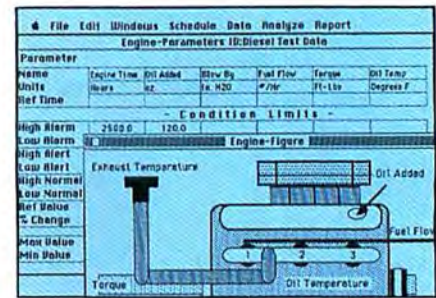 File Edit Windows Schedule Data Analyze Report
Engine-Parameters ID:Diesel Test Data
Parameter
Name Engine Time Oil Added Blow By Fuel Flow Torque Oil Temp
Units Hours oz. in. H2O #/Hr Ft-Lbs Degrees F
Ref Time
- Condition Limits -
High Alarm 2500.0 120.0
Low Alarm Engine-Figure
High Alert
Low Alert
High Normal
Low Normal
Ref Value
% Change
Max Value
Min Value
Exhaust Temperature
Oil Added
Fuel Flow
1 2 3
Torque Oil Temperature